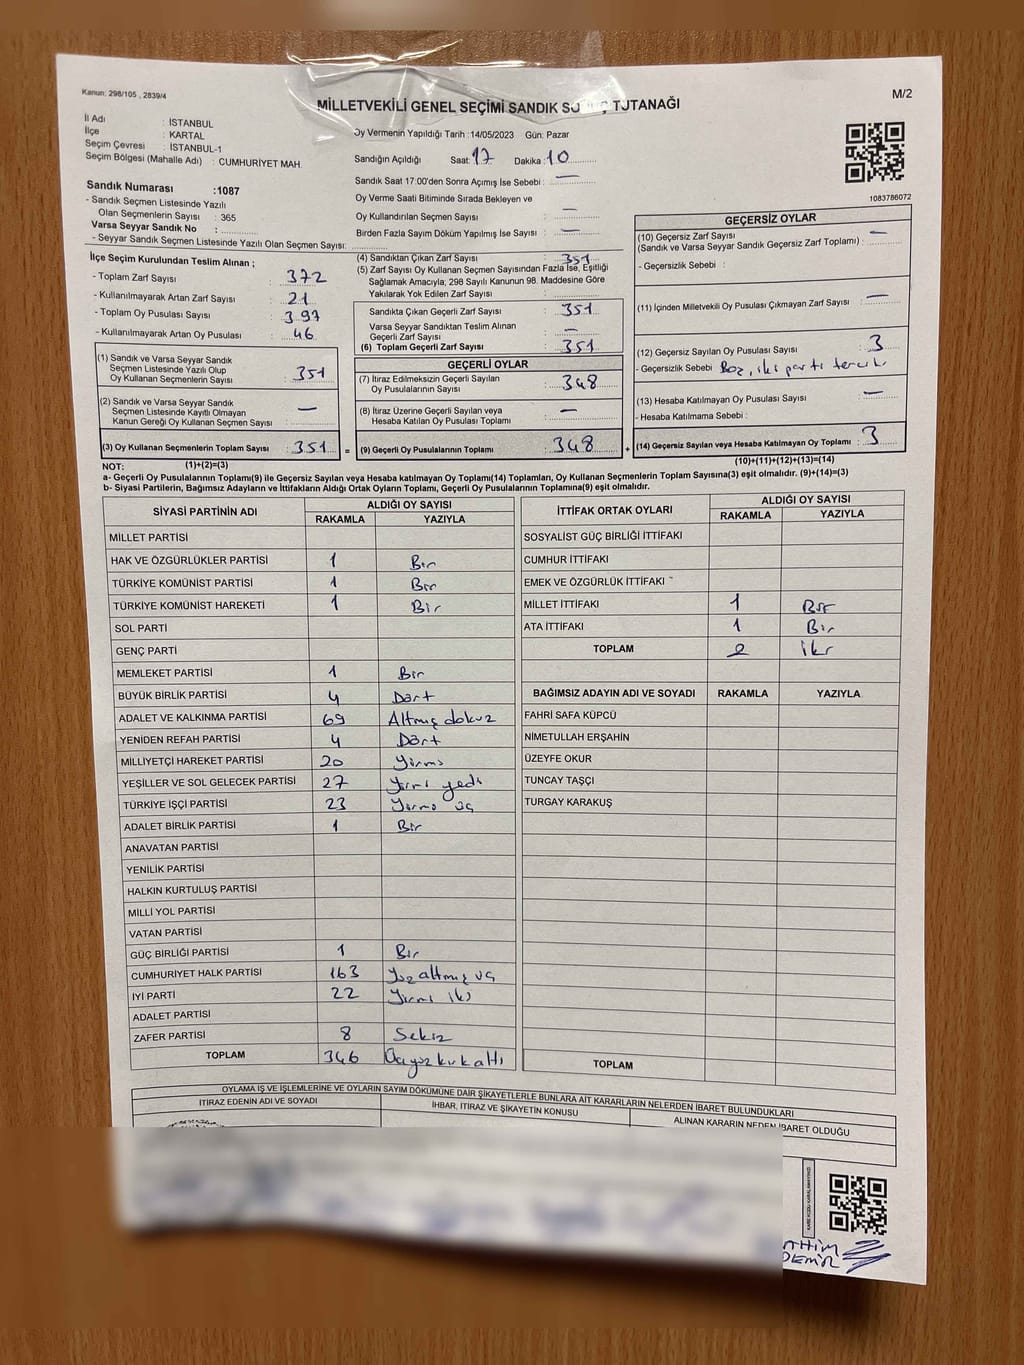 Kanun: 298/105 , 2839/4
MİLLETVEKİLİ GENEL SEÇİMİ SANDIK TUTANAĞI
M/2
İl Adı : İSTANBUL
İlçe : KARTAL
Seçim Çevresi : İSTANBUL-1
Seçim Bölgesi (Mahalle Adı) : CUMHURİYET MAH.
Sandık Numarası :1087
- Sandık Seçmen Listesinde Yazılı
Olan Seçmenlerin Sayısı : 365
Varsa Seyyar Sandık No :
- Seyyar Sandık Seçmen Listesinde Yazılı Olan Seçmen Sayısı:
Oy Vermenin Yapıldığı Tarih :14/05/2023 Gün: Pazar
Sandığın Açıldığı Saat: 17 Dakika : 10
Sandık Saat 17:00'den Sonra Açımış İse Sebebi : —
Oy Verme Saati Bitiminde Sırada Bekleyen ve
Oy Kullandırılan Seçmen Sayısı : —
Birden Fazla Sayım Döküm Yapılmış İse Sayısı : —
1083786072
İlçe Seçim Kurulundan Teslim Alınan ;
- Toplam Zarf Sayısı : 372
- Kullanılmayarak Artan Zarf Sayısı : 21
- Toplam Oy Pusulası Sayısı : 397
- Kullanılmayarak Artan Oy Pusulası : 46
(1) Sandık ve Varsa Seyyar Sandık
Seçmen Listesinde Yazılı Olup
Oy Kullanan Seçmenlerin Sayısı : 351
(2) Sandık ve Varsa Seyyar Sandık
Seçmen Listesinde Kayıtlı Olmayan
Kanun Gereği Oy Kullanan Seçmen Sayısı : —
(3) Oy Kullanan Seçmenlerin Toplam Sayısı : 351 =
(1)+(2)=(3)
(4) Sandıktan Çıkan Zarf Sayısı : 351
(5) Zarf Sayısı Oy Kullanan Seçmen Sayısından Fazla İse, Eşitliği
Sağlamak Amacıyla; 298 Sayılı Kanunun 98. Maddesine Göre
Yakılarak Yok Edilen Zarf Sayısı :
Sandıkta Çıkan Geçerli Zarf Sayısı : 351
Varsa Seyyar Sandıktan Teslim Alınan
Geçerli Zarf Sayısı : —
(6) Toplam Geçerli Zarf Sayısı : 351
GEÇERLİ OYLAR
(7) İtiraz Edilmeksizin Geçerli Sayılan
Oy Pusulalarının Sayısı : 348
(8) İtiraz Üzerine Geçerli Sayılan veya
Hesaba Katılan Oy Pusulası Toplamı : —
(9) Geçerli Oy Pusulalarının Toplamı : 348 +
GEÇERSİZ OYLAR
(10) Geçersiz Zarf Sayısı : —
(Sandık ve Varsa Seyyar Sandık Geçersiz Zarf Toplamı)
- Geçersizlik Sebebi :
(11) İçinden Milletvekili Oy Pusulası Çıkmayan Zarf Sayısı : —
(12) Geçersiz Sayılan Oy Pusulası Sayısı : 3
- Geçersizlik Sebebi : Boz, iki parti tercih
(13) Hesaba Katılmayan Oy Pusulası Sayısı : —
- Hesaba Katılmama Sebebi :
(14) Geçersiz Sayılan veya Hesaba Katılmayan Oy Toplamı : 3
(10)+(11)+(12)+(13)=(14)
NOT:
a- Geçerli Oy Pusulalarının Toplamı(9) ile Geçersiz Sayılan veya Hesaba katılmayan Oy Toplamı(14) Toplamları, Oy Kullanan Seçmenlerin Toplam Sayısına(3) eşit olmalıdır. (9)+(14)=(3)
b- Siyasi Partilerin, Bağımsız Adayların ve İttifakların Aldığı Oyların Toplamı, Geçerli Oy Pusulalarının Toplamına(9) eşit olmalıdır.
SİYASİ PARTİNİN ADI ALDIĞI OY SAYISI
RAKAMLA YAZIYLA
MİLLET PARTİSİ
HAK VE ÖZGÜRLÜKLER PARTİSİ 1 Bir
TÜRKİYE KOMÜNİST PARTİSİ 1 Bir
TÜRKİYE KOMÜNİST HAREKETİ 1 Bir
SOL PARTİ
GENÇ PARTİ
MEMLEKET PARTİSİ 1 Bir
BÜYÜK BİRLİK PARTİSİ 4 Dört
ADALET VE KALKINMA PARTİSİ 69 Altmış dokuz
YENİDEN REFAH PARTİSİ 4 Dört
MİLLİYETÇİ HAREKET PARTİSİ 20 Yirmi
YEŞİLLER VE SOL GELECEK PARTİSİ 27 Yirmi yedi
TÜRKİYE İŞÇİ PARTİSİ 23 Yirmi üç
ADALET BİRLİK PARTİSİ 1 Bir
ANAVATAN PARTİSİ
YENİLİK PARTİSİ
HALKIN KURTULUŞ PARTİSİ
MİLLİ YOL PARTİSİ
VATAN PARTİSİ
GÜÇ BİRLİĞİ PARTİSİ 1 Bir
CUMHURİYET HALK PARTİSİ 163 Yüz altmış üç
İYİ PARTİ 22 Yirmi iki
ADALET PARTİSİ
ZAFER PARTİSİ 8 Sekiz
TOPLAM 346 Üçyüz kırk altı
İTTİFAK ORTAK OYLARI ALDIĞI OY SAYISI
RAKAMLA YAZIYLA
SOSYALİST GÜÇ BİRLİĞİ İTTİFAKI
CUMHUR İTTİFAKI
EMEK VE ÖZGÜRLÜK İTTİFAKI
MİLLET İTTİFAKI 1 Bir
ATA İTTİFAKI 1 Bir
TOPLAM 2 iki
BAĞIMSIZ ADAYIN ADI VE SOYADI RAKAMLA YAZIYLA
FAHRİ SAFA KÜPCÜ
NİMETULLAH ERŞAHİN
ÜZEYFE OKUR
TUNCAY TAŞÇI
TURGAY KARAKUŞ
TOPLAM
OYLAMA İŞ VE İŞLEMLERİNE VE OYLARIN SAYIM DÖKÜMÜNE DAİR ŞİKAYETLERLE BUNLARA AİT KARARLARIN NELERDEN İBARET BULUNDUKLARI
İTİRAZ EDENİN ADI VE SOYADI İHBAR, İTİRAZ VE ŞİKAYETİN KONUSU ALINAN KARARIN NEDEN İBARET OLDUĞU